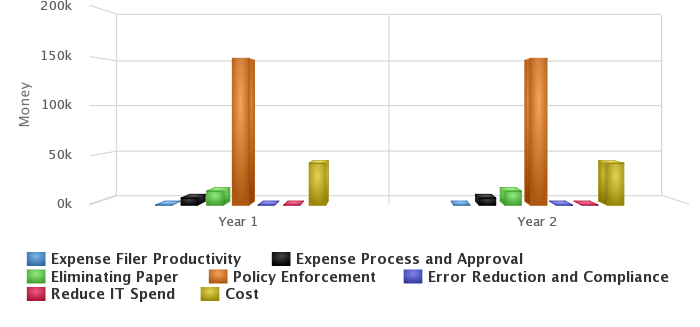 200k
150k
100k
50k
0k
Money
Year 1 Year 2
Expense Filer Productivity Expense Process and Approval
Eliminating Paper Policy Enforcement Error Reduction and Compliance
Reduce IT Spend Cost